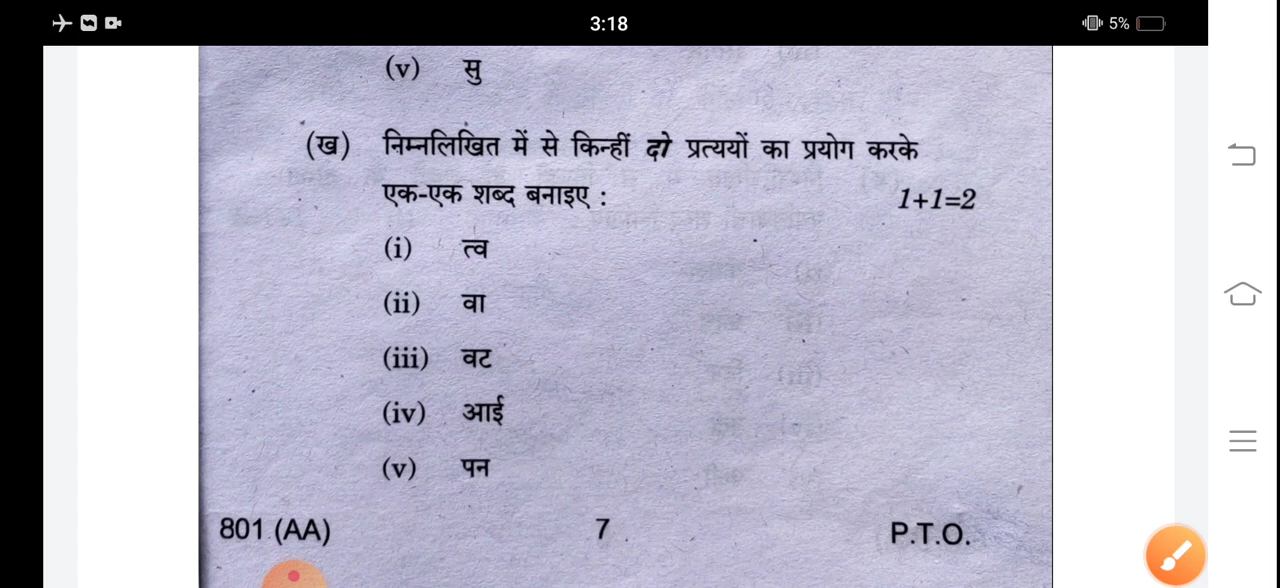 3:18
5%
(v) सु
(ख) निम्नलिखित में से किन्हीं दो प्रत्ययों का प्रयोग करके
एक-एक शब्द बनाइए : 1+1=2
(i) त्व
(ii) वा
(iii) वट
(iv) आई
(v) पन
801 (AA) 7 P.T.O.